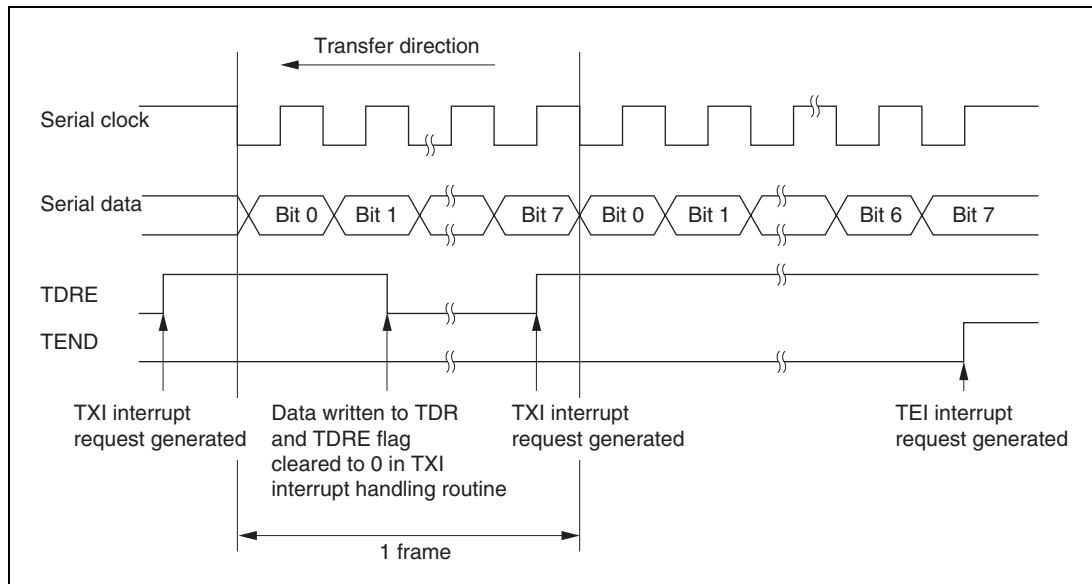 Transfer direction
Serial clock
Serial data
Bit 0
Bit 1
Bit 7
Bit 0
Bit 1
Bit 6
Bit 7
TDRE
TEND
TXI interrupt
request generated
Data written to TDR
and TDRE flag
cleared to 0 in TXI
interrupt handling routine
TXI interrupt
request generated
TEI interrupt
request generated
1 frame